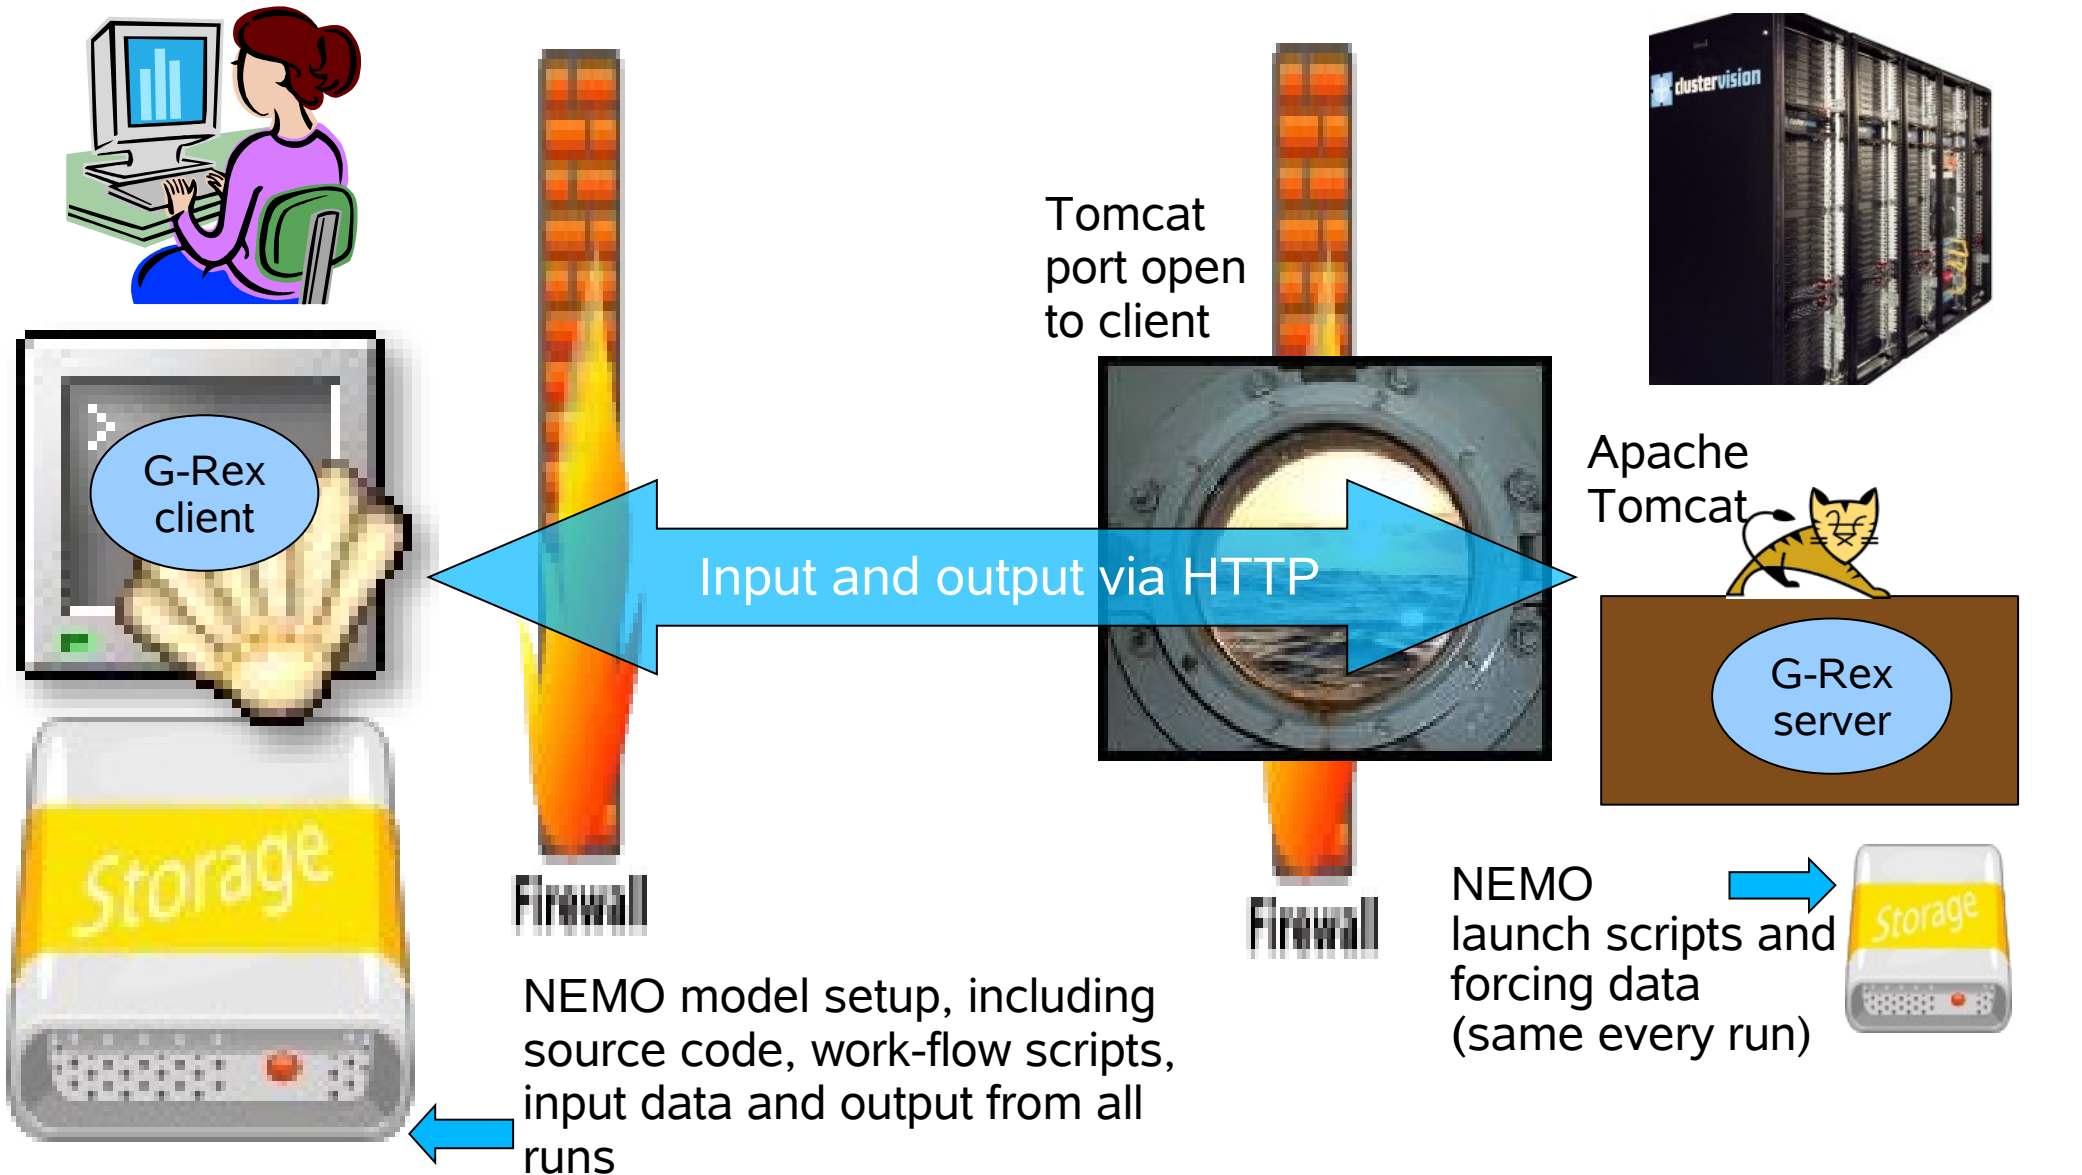 clustervision
Tomcat
port open
to client
G-Rex
client
Apache
Tomcat
Input and output via HTTP
G-Rex
server
Storage
Firewall
Firewall
NEMO
launch scripts and
forcing data
(same every run)
Storage
NEMO model setup, including
source code, work-flow scripts,
input data and output from all
runs